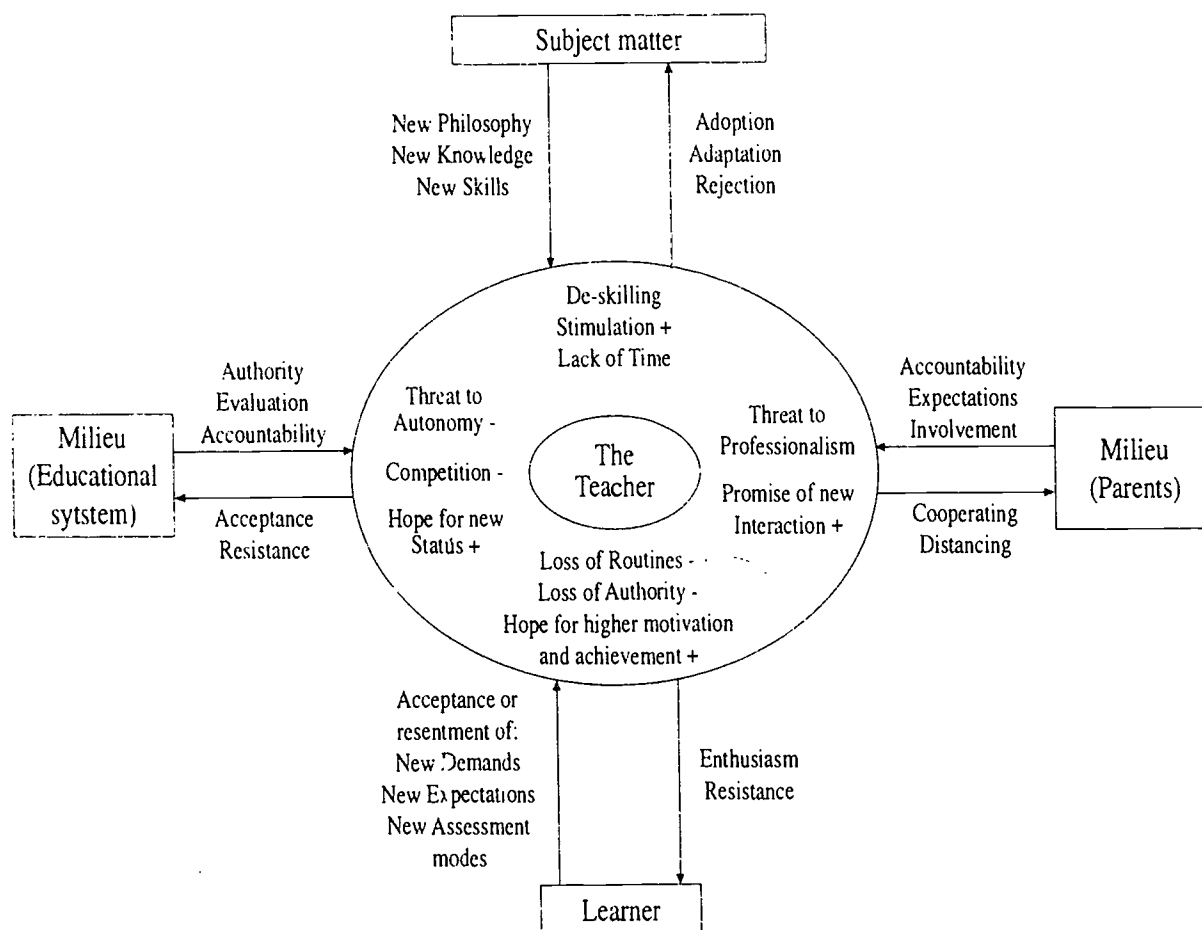 Subject matter
New Philosophy
New Knowledge
New Skills
Adoption
Adaptation
Rejection
De-skilling
Stimulation +
Lack of Time
Authority
Evaluation
Accountability
Milieu
(Educational
sytstem)
Acceptance
Resistance
Threat to
Autonomy -
Competition -
Hope for new
Status +
The
Teacher
Threat to
Professionalism
Promise of new
Interaction +
Accountability
Expectations
Involvement
Milieu
(Parents)
Cooperating
Distancing
Loss of Routines -
Loss of Authority -
Hope for higher motivation
and achievement +
Acceptance or
resentment of:
New Demands
New Expectations
New Assessment
modes
Enthusiasm
Resistance
Learner